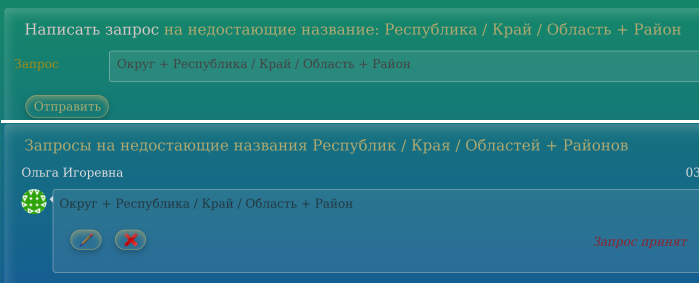 Написать запрос на недостающие название: Республика / Край / Область + Район
Запрос
Округ + Республика / Край / Область + Район
Отправить
Запросы на недостающие названия Республик / Края / Областей + Районов
Ольга Игоревна 03
Округ + Республика / Край / Область + Район
Запрос принят